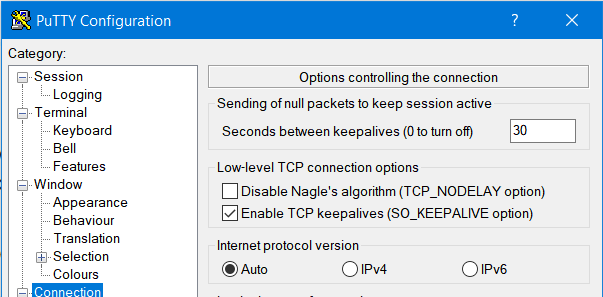 PuTTY Configuration
Category:
Session
Logging
Terminal
Keyboard
Bell
Features
Window
Appearance
Behaviour
Translation
Selection
Colours
Connection
Options controlling the connection
Sending of null packets to keep session active
Seconds between keepalives (0 to turn off) 30
Low-level TCP connection options
Disable Nagle's algorithm (TCP_NODELAY option)
Enable TCP keepalives (SO_KEEPALIVE option)
Internet protocol version
Auto IPv4 IPv6